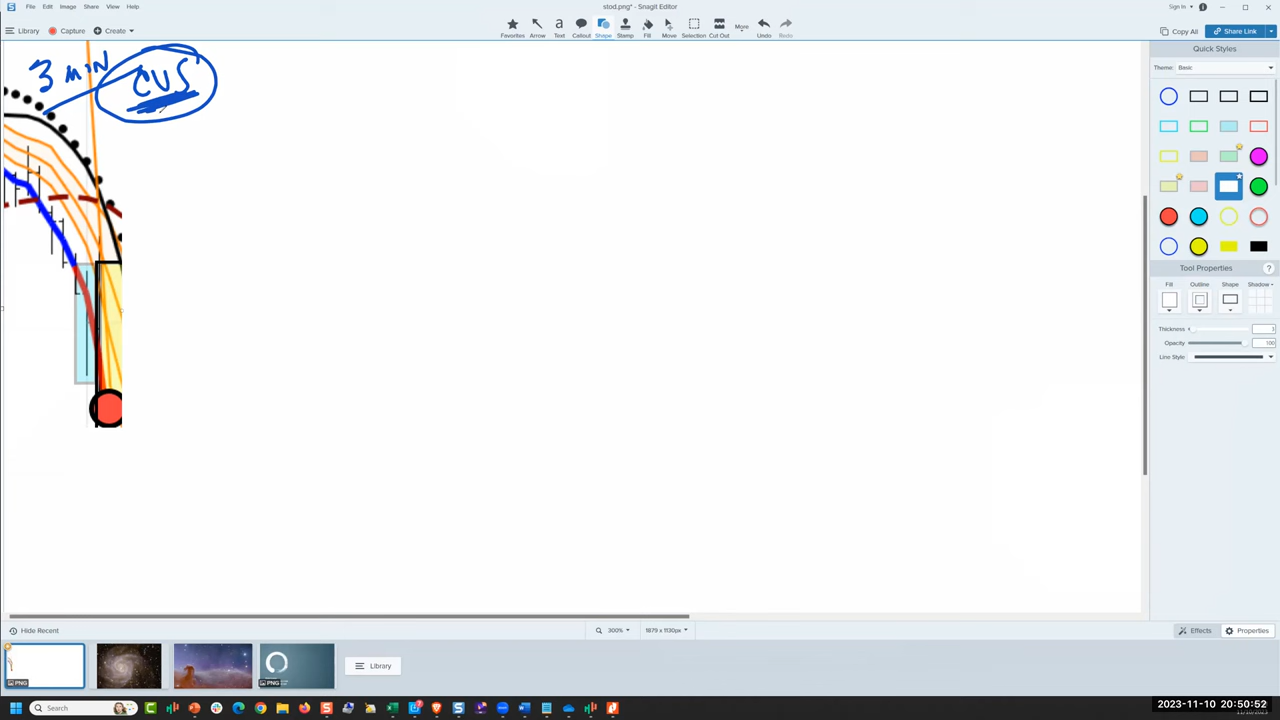 stod.png* - Snagit Editor
Sign In
File Edit Image Share View Help
Library Capture Create
Favorites Arrow Text Callout Shape Stamp Fill Move Selection Cut Out More Undo Redo
Copy All Share Link
3 MIN CVS
Quick Styles
Theme: Basic
Tool Properties ?
Fill Outline Shape Shadow
Thickness 3
Opacity 100
Line Style
Hide Recent
300% 1879 x 1130px
Effects Properties
PNG
PNG
Library
Search
2023-11-10 20:50:52